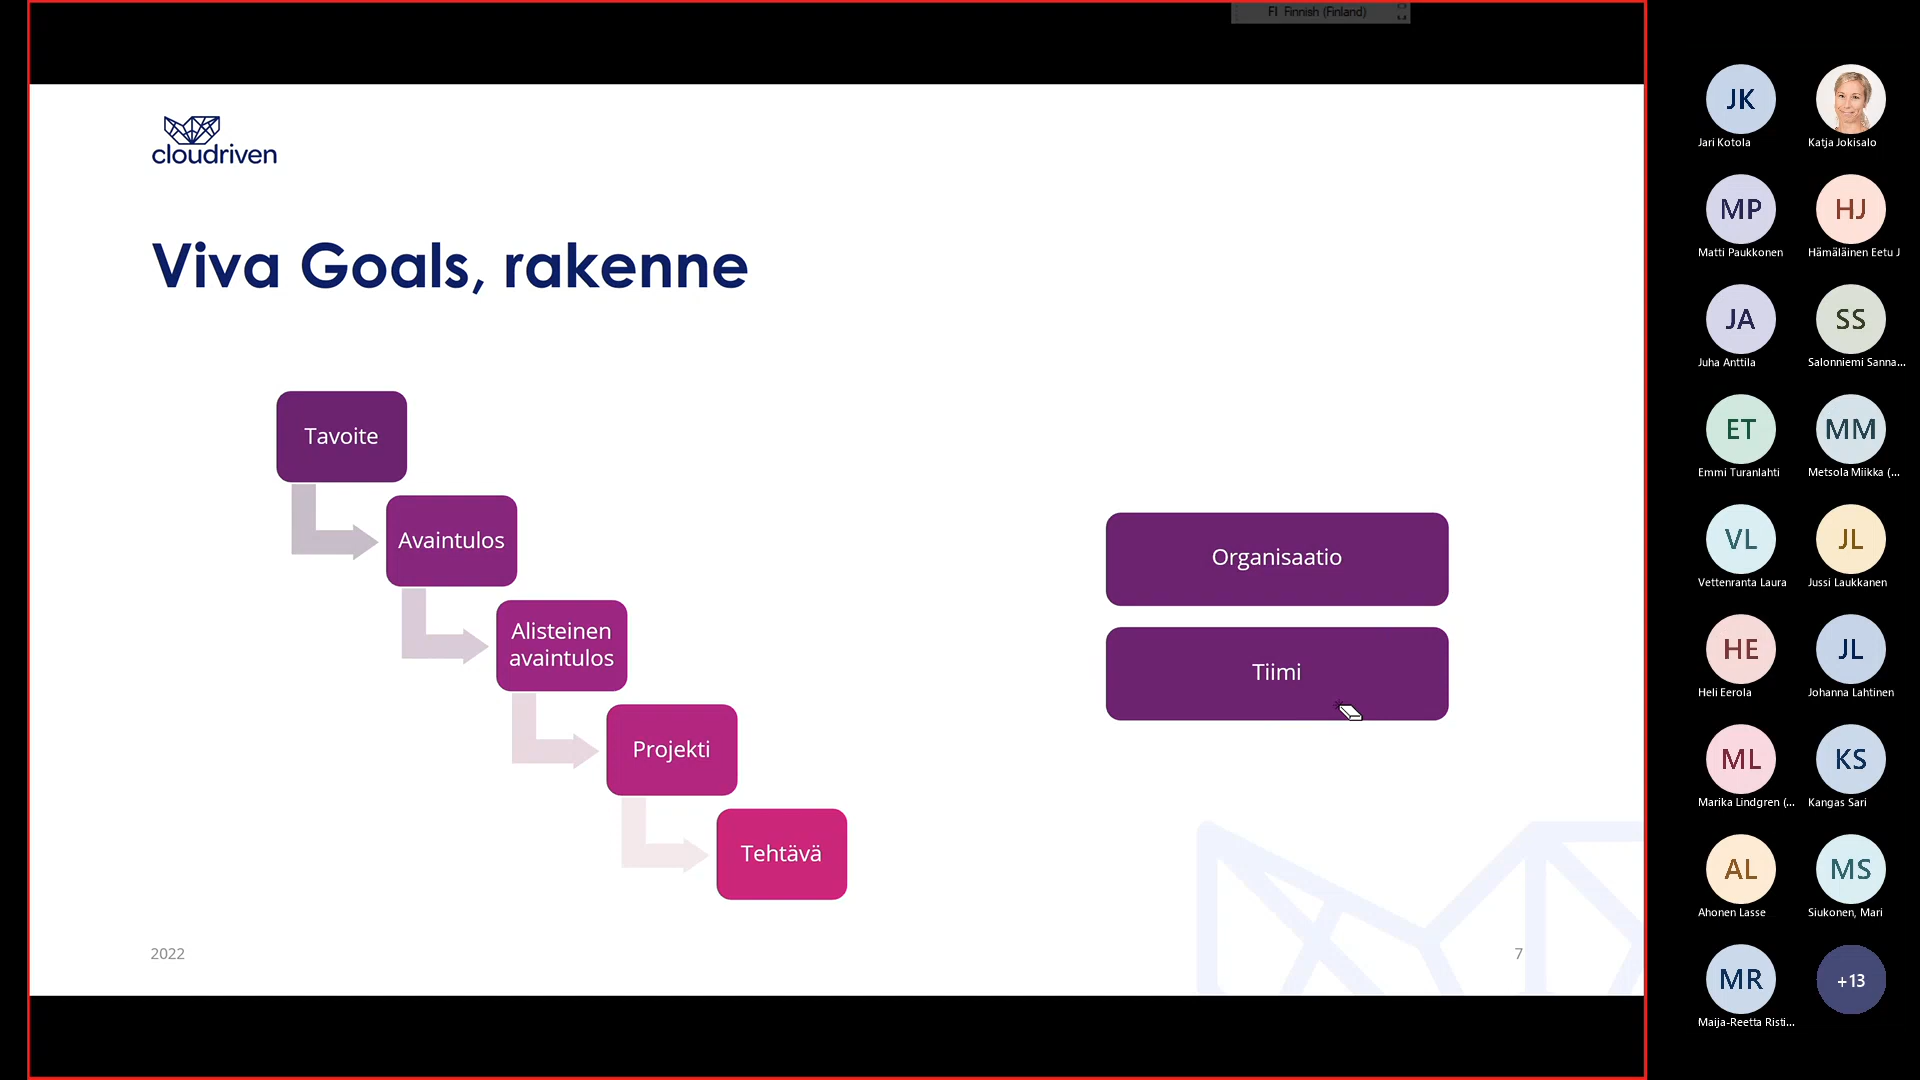 FI Finnish (Finland)
cloudriven
Viva Goals, rakenne
Tavoite
Avaintulos
Alisteinen
avaintulos
Projekti
Tehtävä
Organisaatio
Tiimi
2022
7
JK
Jari Kotola
Katja Jokisalo
MP
Matti Paukkonen
HJ
Hämäläinen Eetu J
JA
Juha Anttila
SS
Salonniemi Sanna...
ET
Emmi Turanlahti
MM
Metsola Miikka (...
VL
Vettenranta Laura
JL
Jussi Laukkanen
HE
Heli Eerola
JL
Johanna Lahtinen
ML
Marika Lindgren (...
KS
Kangas Sari
AL
Ahonen Lasse
MS
Siukonen, Mari
MR
Maija-Reetta Risti...
+13